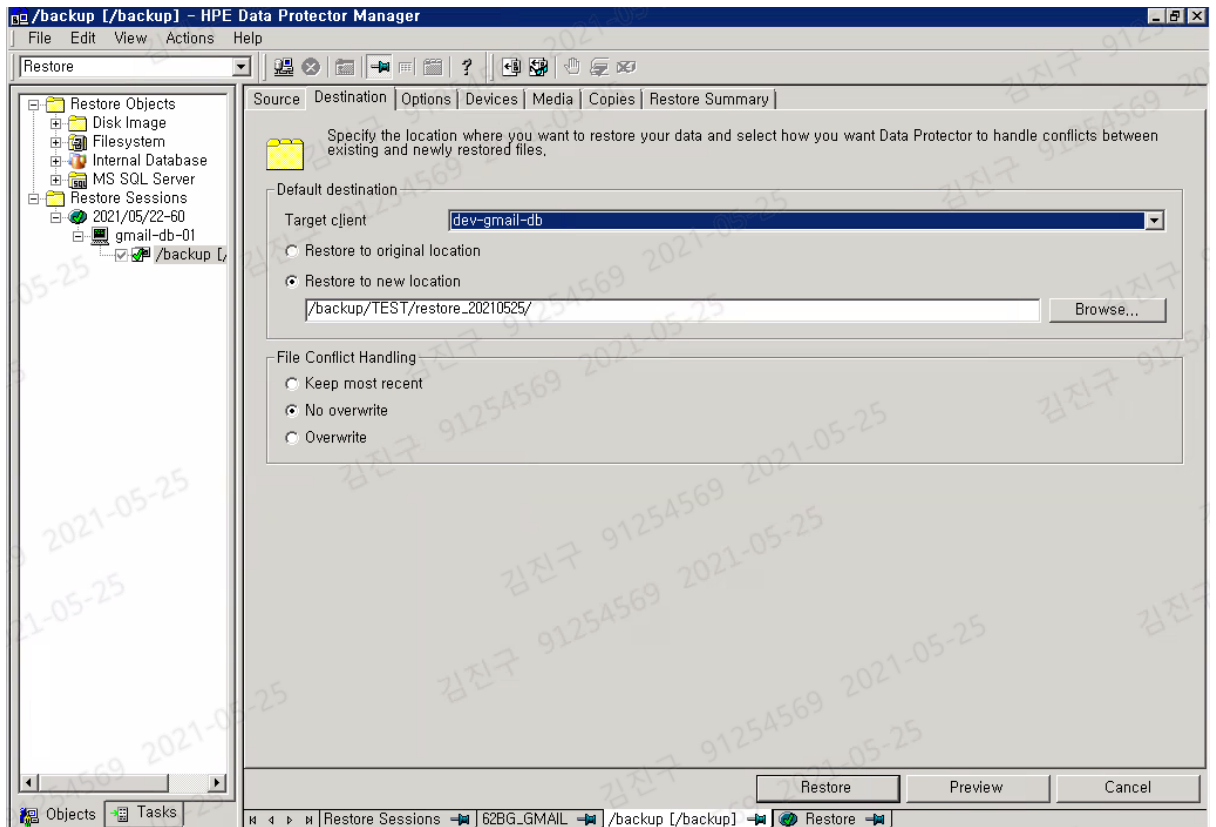 /backup [/backup] - HPE Data Protector Manager
File Edit View Actions Help
Restore
Restore Objects
Disk Image
Filesystem
Internal Database
MS SQL Server
Restore Sessions
2021/05/22-60
gmail-db-01
/backup [/
Objects Tasks
Source Destination Options Devices Media Copies Restore Summary
Specify the location where you want to restore your data and select how you want Data Protector to handle conflicts between
existing and newly restored files.
Default destination
Target client dev-gmail-db
Restore to original location
Restore to new location
/backup/TEST/restore_20210525/ Browse...
File Conflict Handling
Keep most recent
No overwrite
Overwrite
Restore Preview Cancel
Restore Sessions 62BG_GMAIL /backup [/backup] Restore
김진구 91254569 2021-05-25